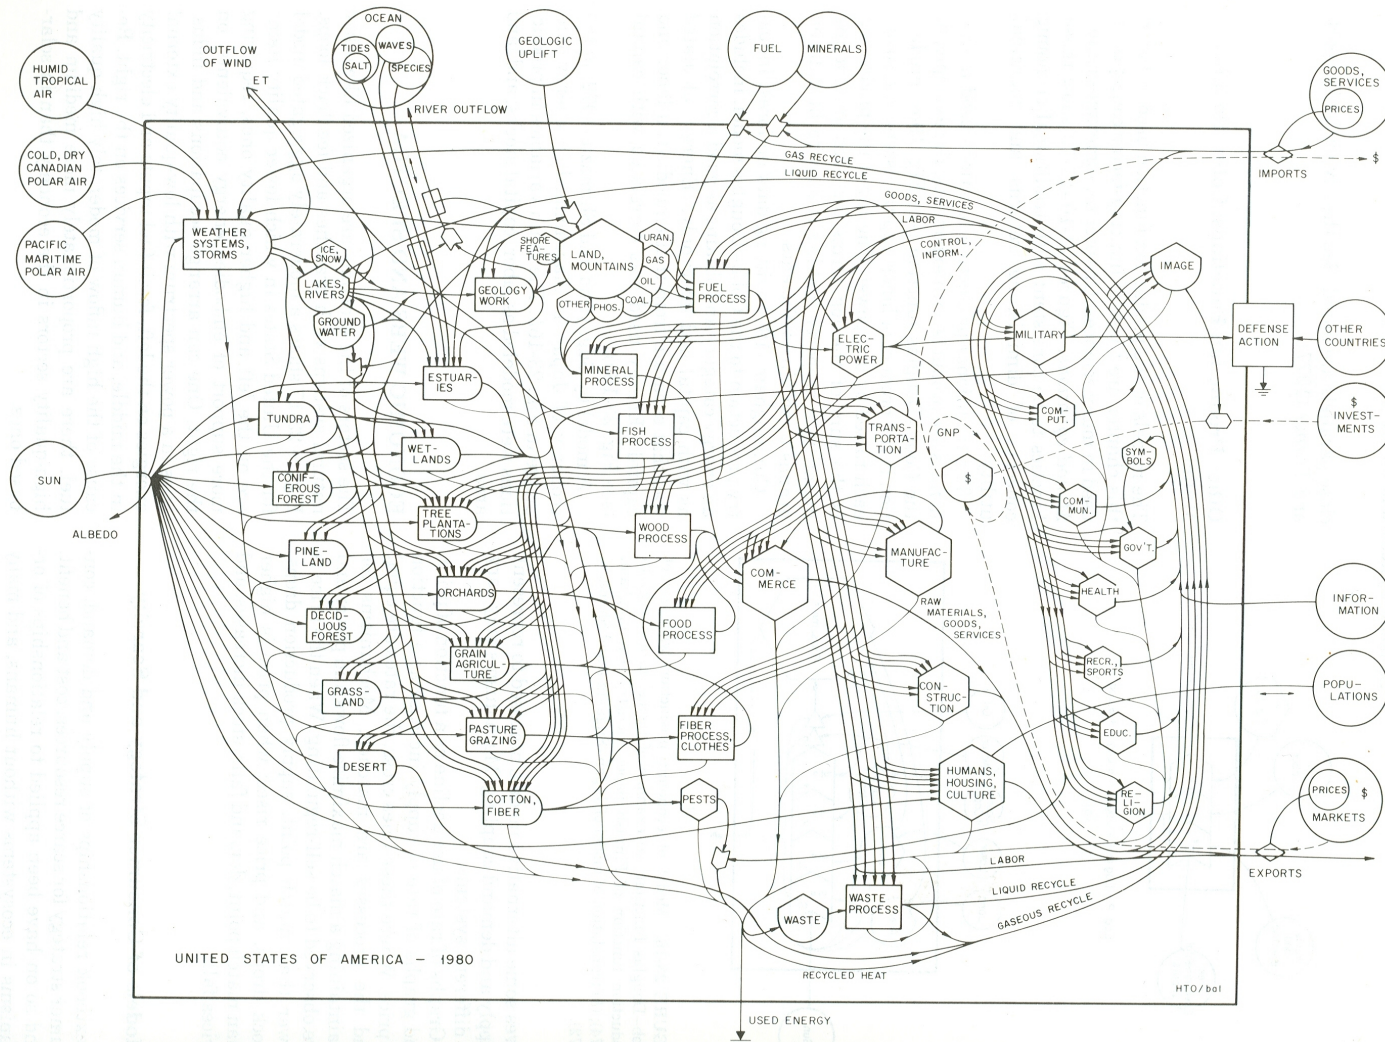 OCEAN
TIDES
WAVES
SALT
SPECIES
OUTFLOW
OF WIND
ET
HUMID
TROPICAL
AIR
GEOLOGIC
UPLIFT
FUEL
MINERALS
GOODS,
SERVICES
PRICES
RIVER OUTFLOW
COLD, DRY
CANADIAN
POLAR AIR
GAS RECYCLE
LIQUID RECYCLE
GOODS, SERVICES
LABOR
CONTROL,
INFORM.
$
IMPORTS
PACIFIC
MARITIME
POLAR AIR
WEATHER
SYSTEMS,
STORMS
ICE,
SNOW
LAKES,
RIVERS
GROUND
WATER
GEOLOGY
WORK
SHORE
FEA-
TURES
LAND,
MOUNTAINS
URAN.
GAS
OIL
COAL
PHOS.
OTHER
FUEL
PROCESS
IMAGE
MILITARY
DEFENSE
ACTION
OTHER
COUNTRIES
ELEC-
TRIC
POWER
MINERAL
PROCESS
ESTUAR-
IES
TUNDRA
FISH
PROCESS
TRANS-
PORTA-
TION
GNP
$
COM-
PUT.
$
INVEST-
MENTS
WET-
LANDS
SYM-
BOLS
SUN
CONIF-
EROUS
FOREST
TREE
PLANTA-
TIONS
WOOD
PROCESS
COM-
MUN.
ALBEDO
PINE-
LAND
MANUFAC-
TURE
GOV'T.
COM-
MERCE
ORCHARDS
HEALTH
RAW
MATERIALS,
GOODS,
SERVICES
INFOR-
MATION
DECID-
UOUS
FOREST
FOOD
PROCESS
GRAIN
AGRICUL-
TURE
RECR.,
SPORTS
POPU-
LATIONS
GRASS-
LAND
CON-
STRUC-
TION
PASTURE
GRAZING
FIBER
PROCESS,
CLOTHES
EDUC.
DESERT
HUMANS,
HOUSING,
CULTURE
COTTON,
FIBER
PESTS
RE-
LI-
GION
PRICES
$
MARKETS
LABOR
EXPORTS
LIQUID RECYCLE
WASTE
PROCESS
WASTE
GASEOUS RECYCLE
RECYCLED HEAT
UNITED STATES OF AMERICA - 1980
HTO/bal
USED ENERGY